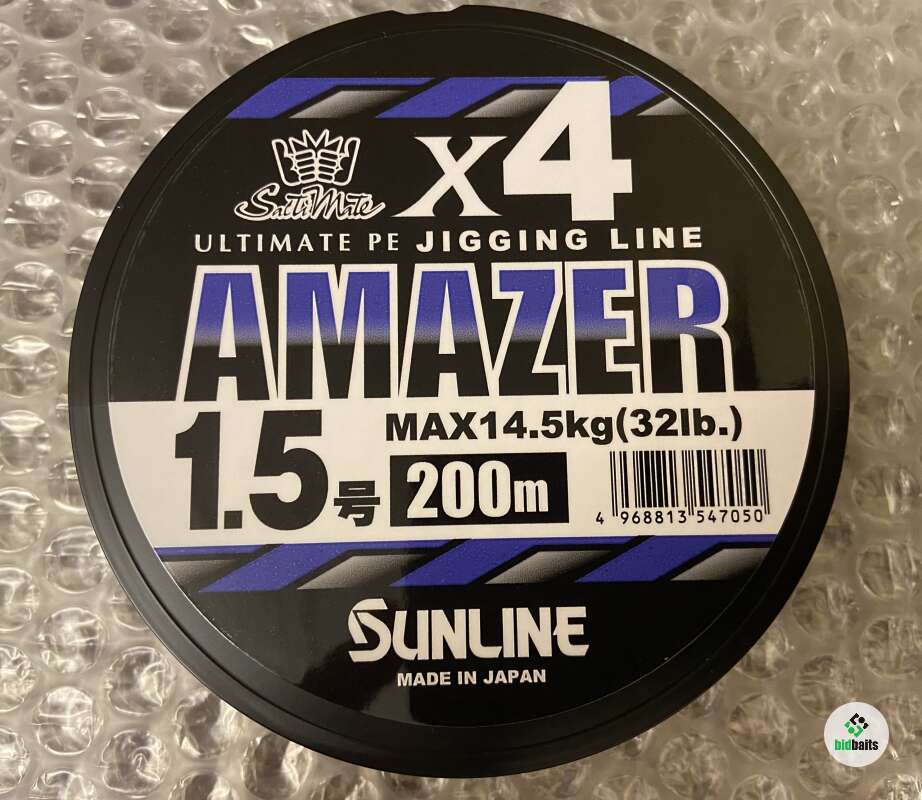 X4
SaltiMate
ULTIMATE PE JIGGING LINE
AMAZER
MAX14.5kg(32lb.)
1.5号 200m
4 968813 547050
SUNLINE
MADE IN JAPAN
bidbaits